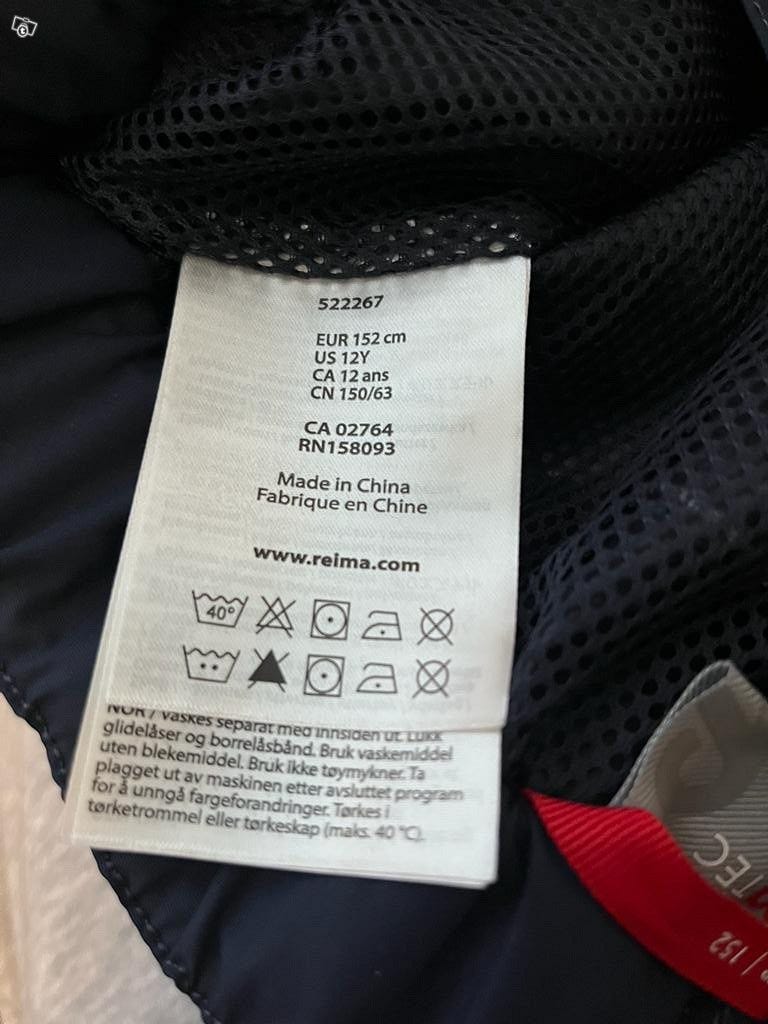 522267
EUR 152 cm
US 12Y
CA 12 ans
CN 150/63
CA 02764
RN158093
Made in China
Fabrique en Chine
www.reima.com
40°
NOR / Vaskes separat med innsiden ut. Lukk
glidelåser og borrelåsbånd. Bruk vaskemiddel
uten blekemiddel. Bruk ikke tøymykner. Ta
plagget ut av maskinen etter avsluttet program
for å unngå fargeforandringer. Tørkes i
tørketrommel eller tørkeskap (maks. 40 °C).
TEC
/ 152